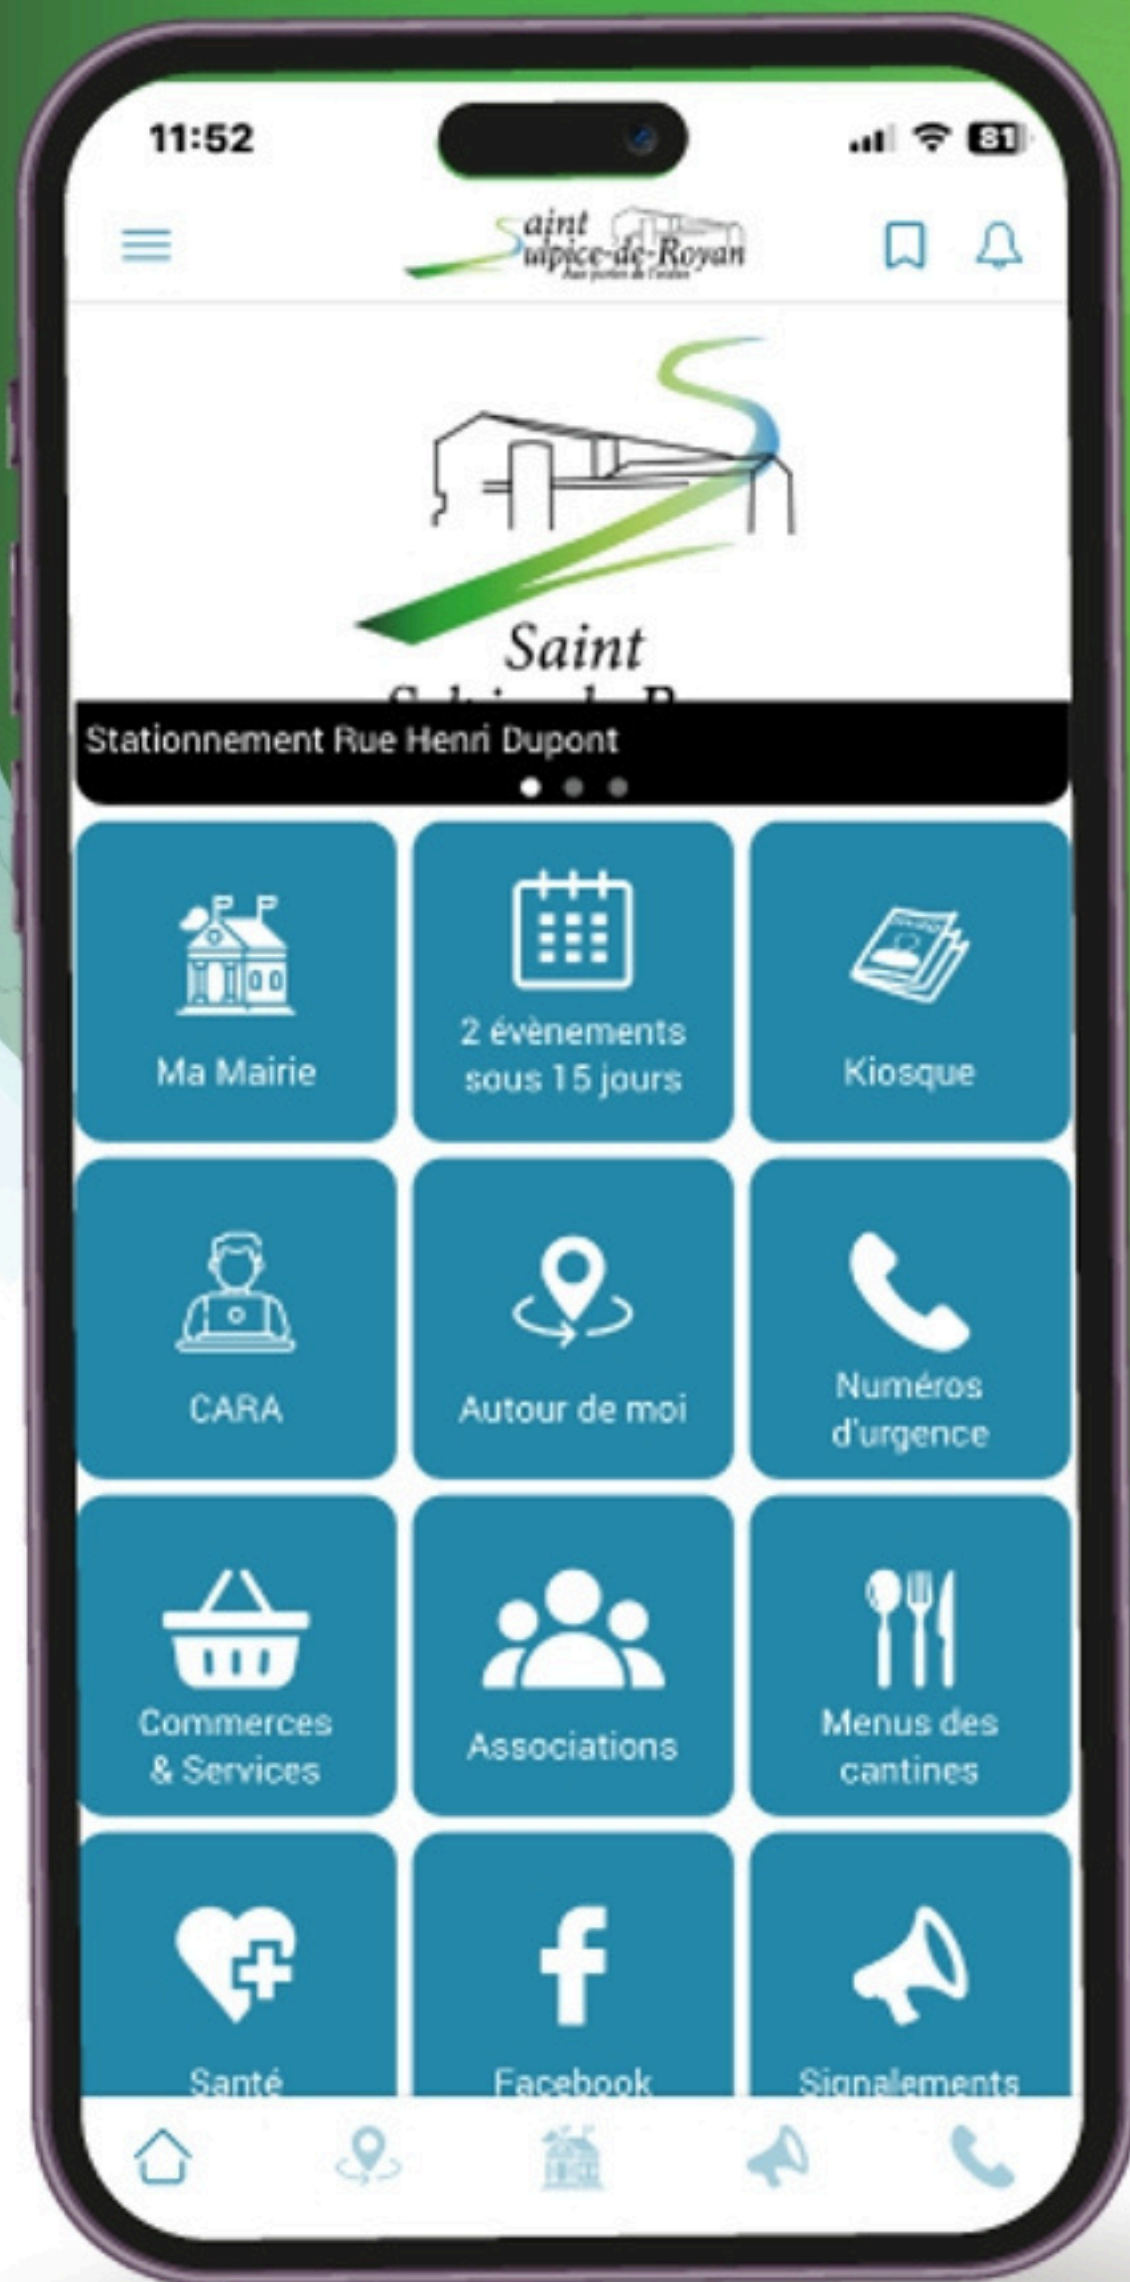 11:52
81
Saint
Sulpice-de-Royan
Saint
Stationnement Rue Henri Dupont
Ma Mairie
2 évènements
sous 15 jours
Kiosque
CARA
Autour de moi
Numéros
d'urgence
Commerces
& Services
Associations
Menus des
cantines
Santé
Facebook
Signalements